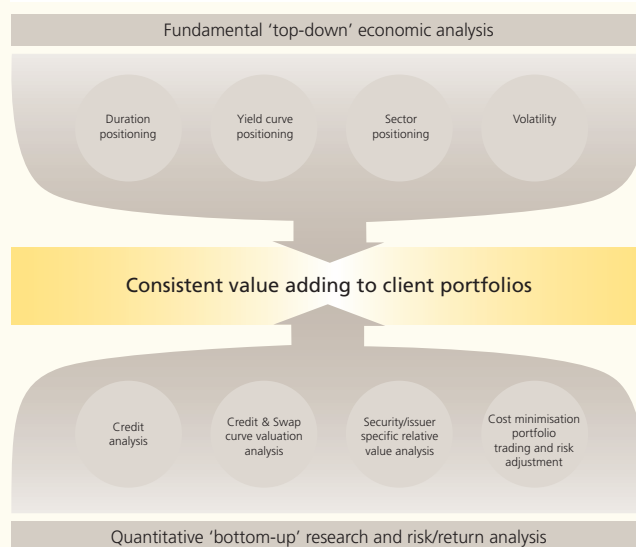 Fundamental ‘top-down’ economic analysis
Duration
positioning
Yield curve
positioning
Sector
positioning
Volatility
Consistent value adding to client portfolios
Credit
analysis
Credit & Swap
curve valuation
analysis
Security/issuer
specific relative
value analysis
Cost minimisation
portfolio
trading and risk
adjustment
Quantitative ‘bottom-up’ research and risk/return analysis